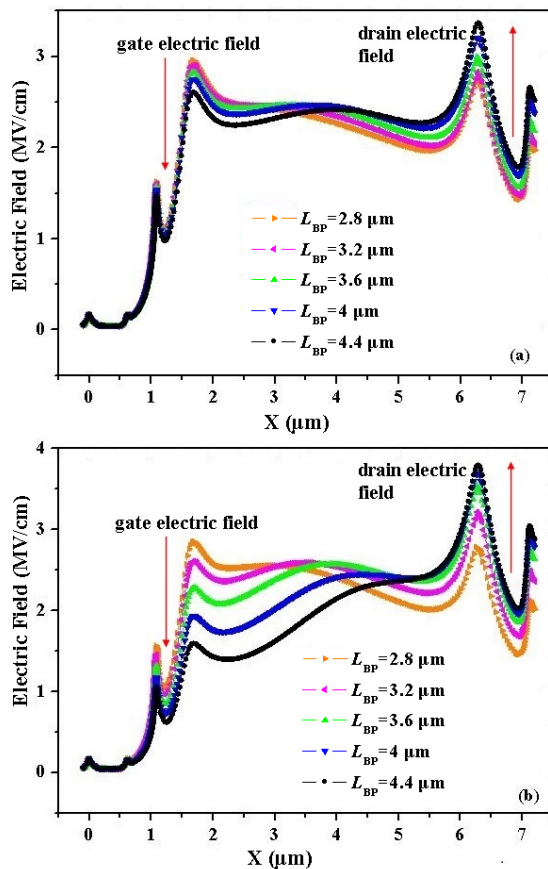 gate electric field
drain electric
field
3
2
1
0
Electric Field (MV/cm)
L_BP=2.8 μm
L_BP=3.2 μm
L_BP=3.6 μm
L_BP=4 μm
L_BP=4.4 μm
(a)
0 1 2 3 4 5 6 7
X (μm)
4
drain electric
field
gate electric field
3
2
1
0
Electric Field (MV/cm)
L_BP=2.8 μm
L_BP=3.2 μm
L_BP=3.6 μm
L_BP=4 μm
L_BP=4.4 μm
(b)
0 1 2 3 4 5 6 7
X (μm)